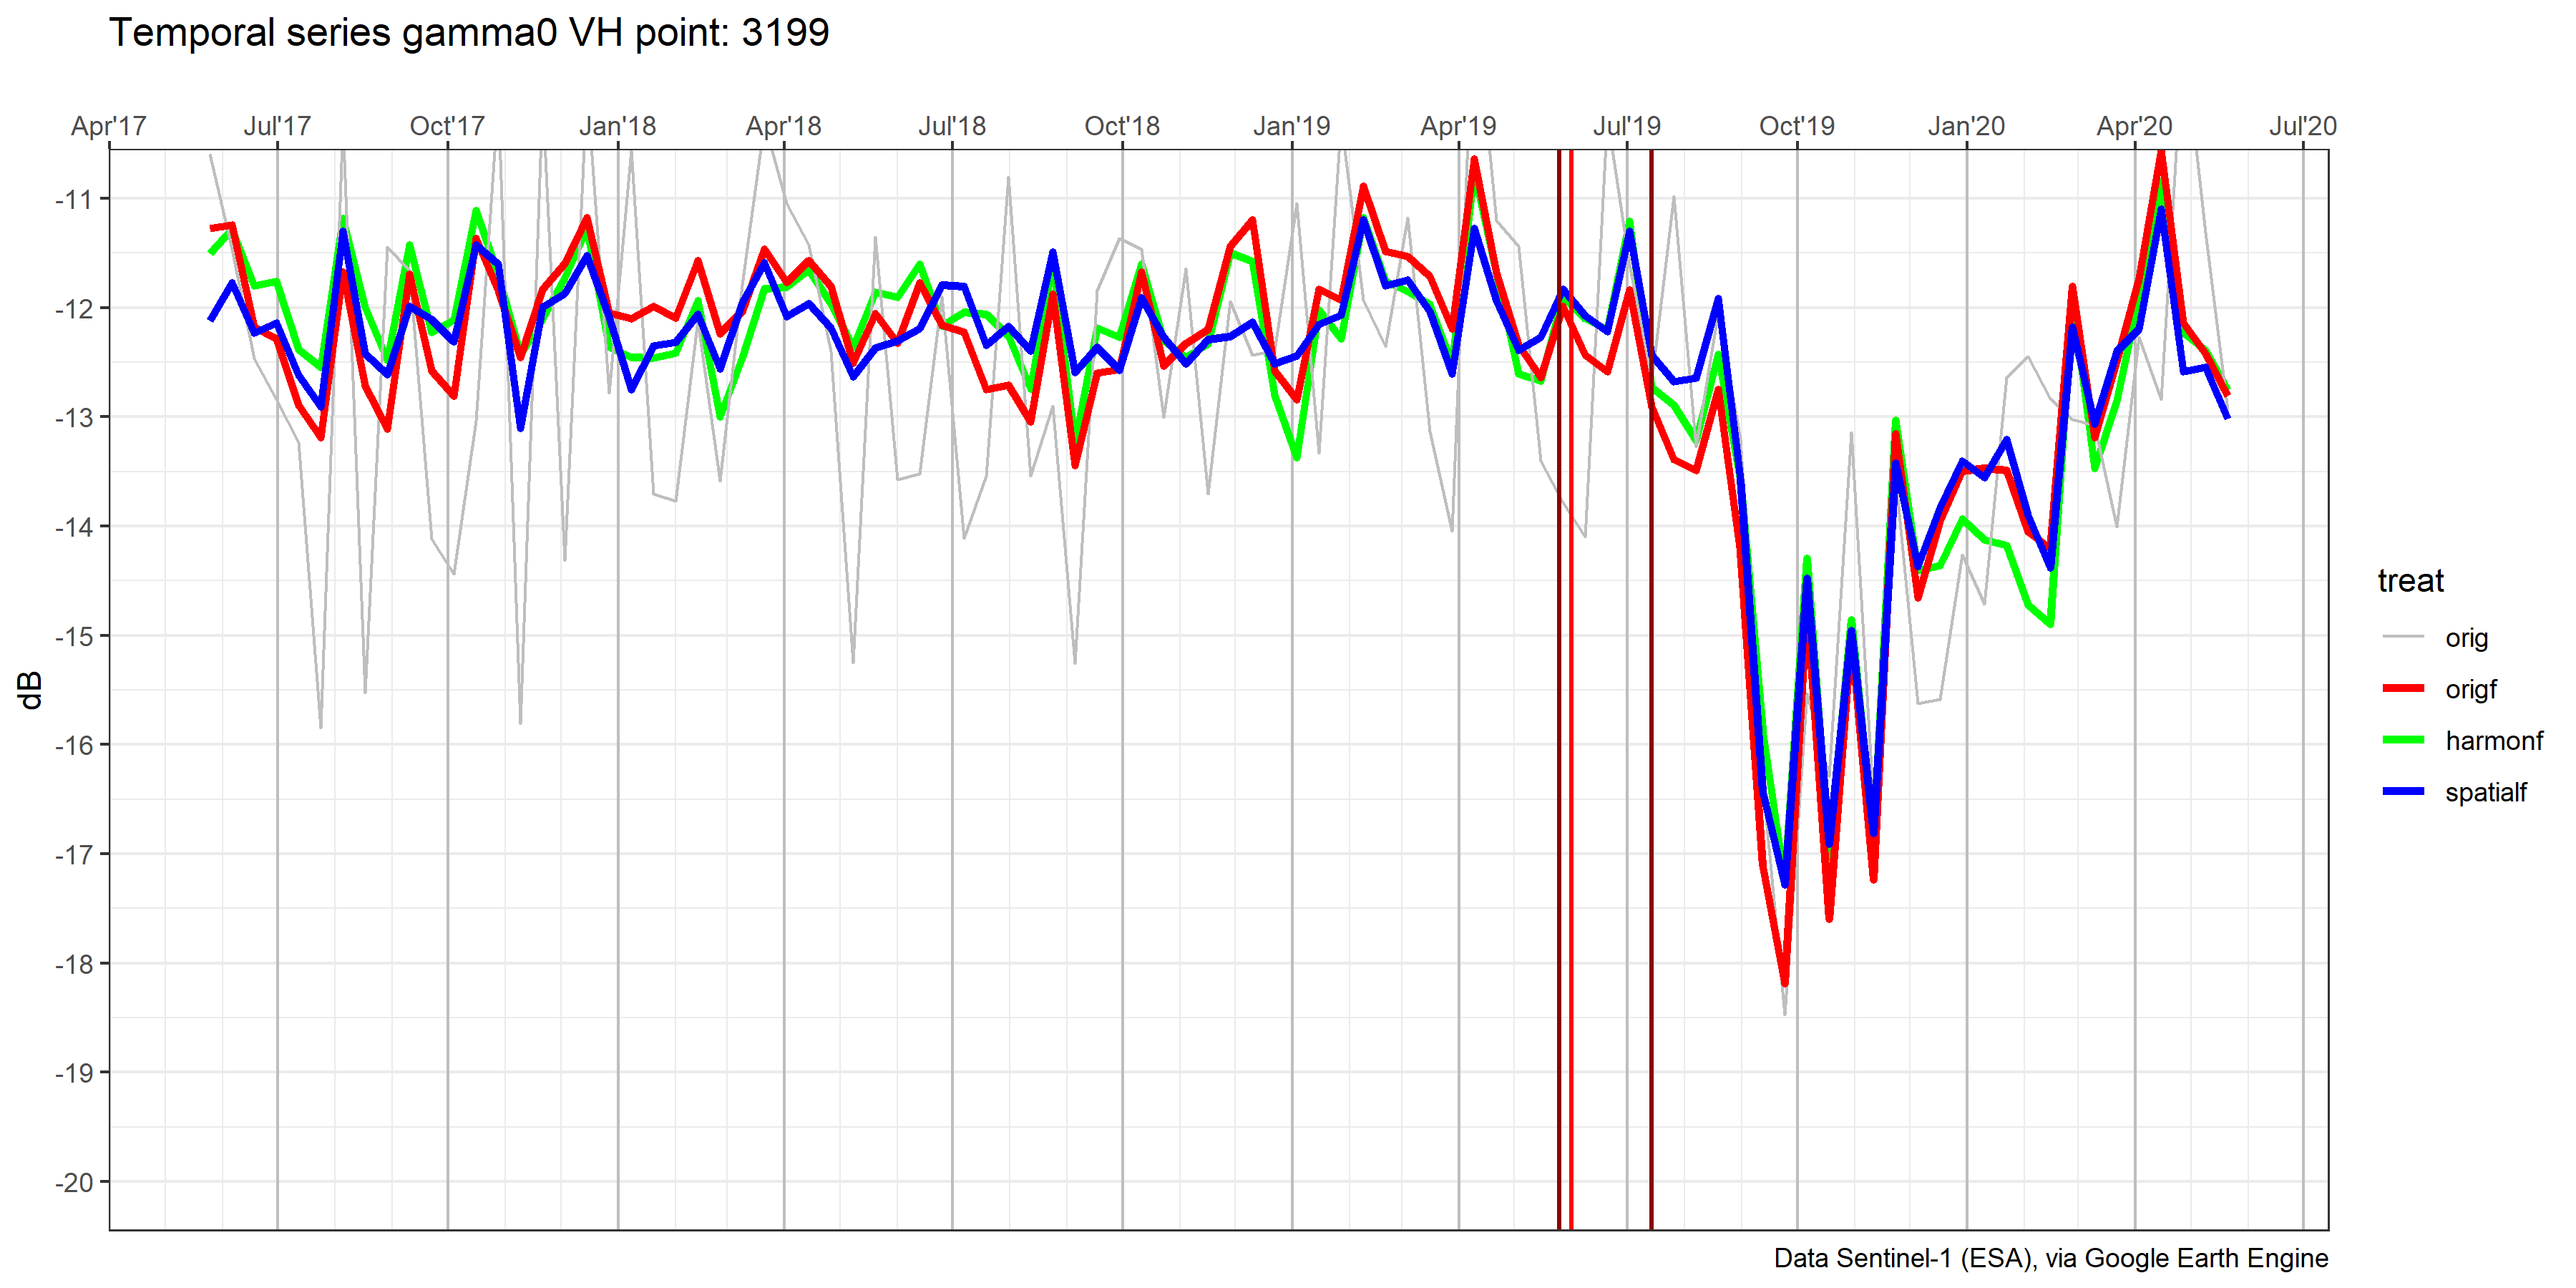 Temporal series gamma0 VH point: 3199
Apr'17 Jul'17 Oct'17 Jan'18 Apr'18 Jul'18 Oct'18 Jan'19 Apr'19 Jul'19 Oct'19 Jan'20 Apr'20 Jul'20
-11
-12
-13
-14
-15
-16
-17
-18
-19
-20
dB
treat
orig
origf
harmonf
spatialf
Data Sentinel-1 (ESA), via Google Earth Engine